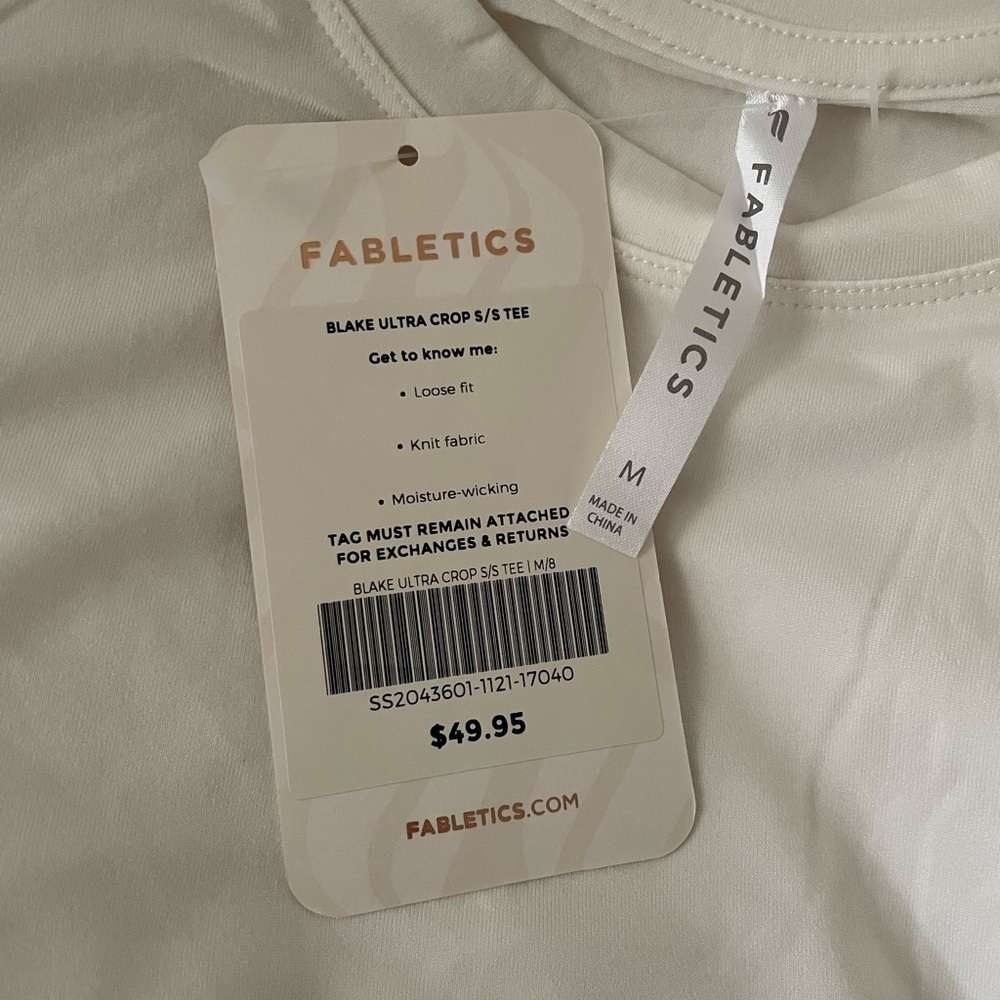 FABLETICS
BLAKE ULTRA CROP S/S TEE
Get to know me:
• Loose fit
• Knit fabric
• Moisture-wicking
TAG MUST REMAIN ATTACHED
FOR EXCHANGES & RETURNS
BLAKE ULTRA CROP S/S TEE | M/8
SS2043601-1121-17040
$49.95
FABLETICS.COM
FABLETICS
M
MADE IN
CHINA